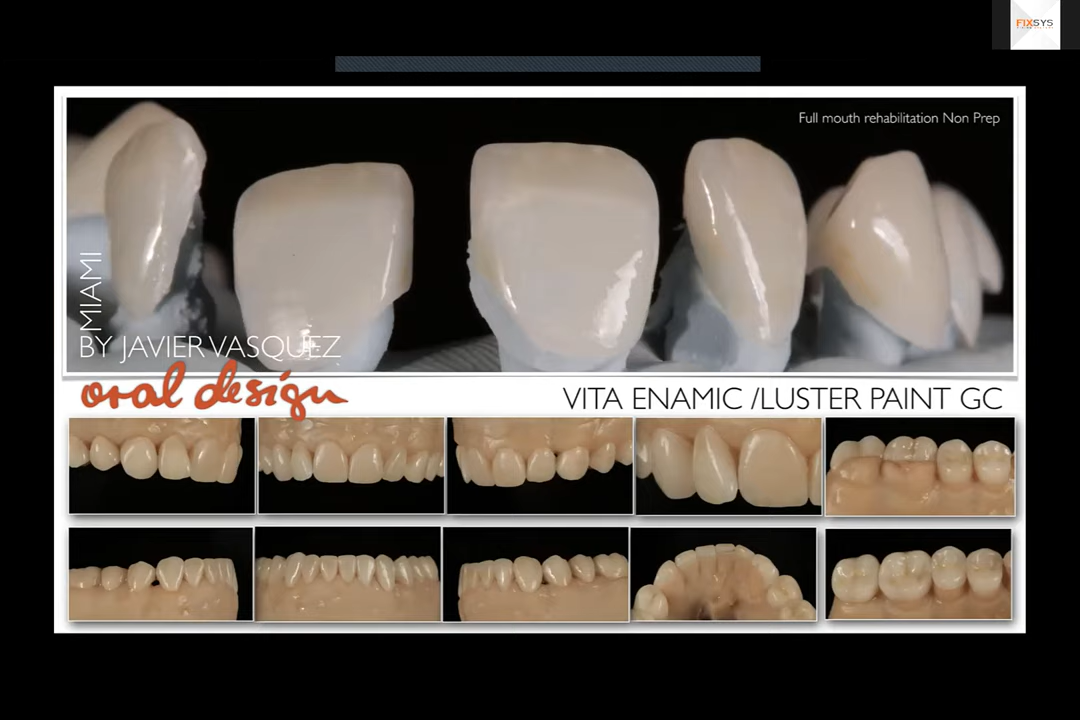 FIXSYS
Full mouth rehabilitation Non Prep
MIAMI
BY JAVIER VASQUEZ
oral design
VITA ENAMIC /LUSTER PAINT GC